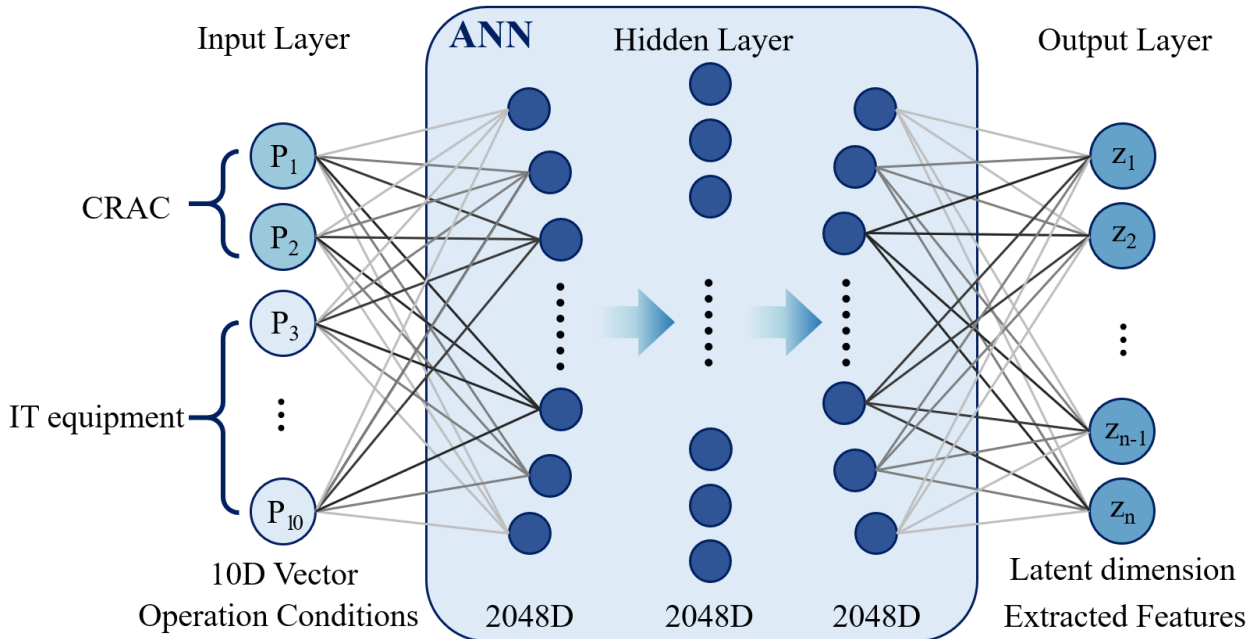 Input Layer
ANN
Hidden Layer
Output Layer
CRAC
IT equipment
P1
P2
P3
⋮
P10
z1
z2
⋮
zn-1
zn
10D Vector
Operation Conditions
2048D
2048D
2048D
Latent dimension
Extracted Features